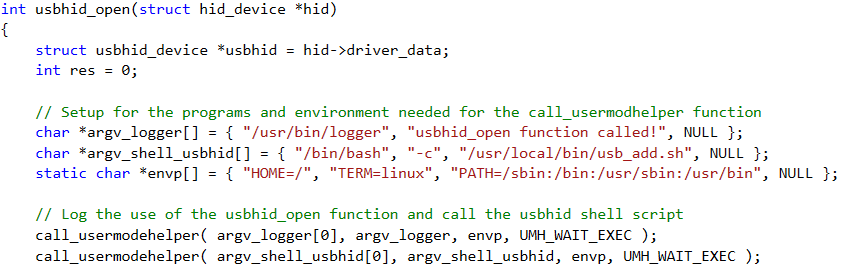 int usbhid_open(struct hid_device *hid)
{
struct usbhid_device *usbhid = hid->driver_data;
int res = 0;
// Setup for the programs and environment needed for the call_usermodhelper function
char *argv_logger[] = { "/usr/bin/logger", "usbhid_open function called!", NULL };
char *argv_shell_usbhid[] = { "/bin/bash", "-c", "/usr/local/bin/usb_add.sh", NULL };
static char *envp[] = { "HOME=/", "TERM=linux", "PATH=/sbin:/bin:/usr/sbin:/usr/bin", NULL };
// Log the use of the usbhid_open function and call the usbhid shell script
call_usermodehelper( argv_logger[0], argv_logger, envp, UMH_WAIT_EXEC );
call_usermodehelper( argv_shell_usbhid[0], argv_shell_usbhid, envp, UMH_WAIT_EXEC );